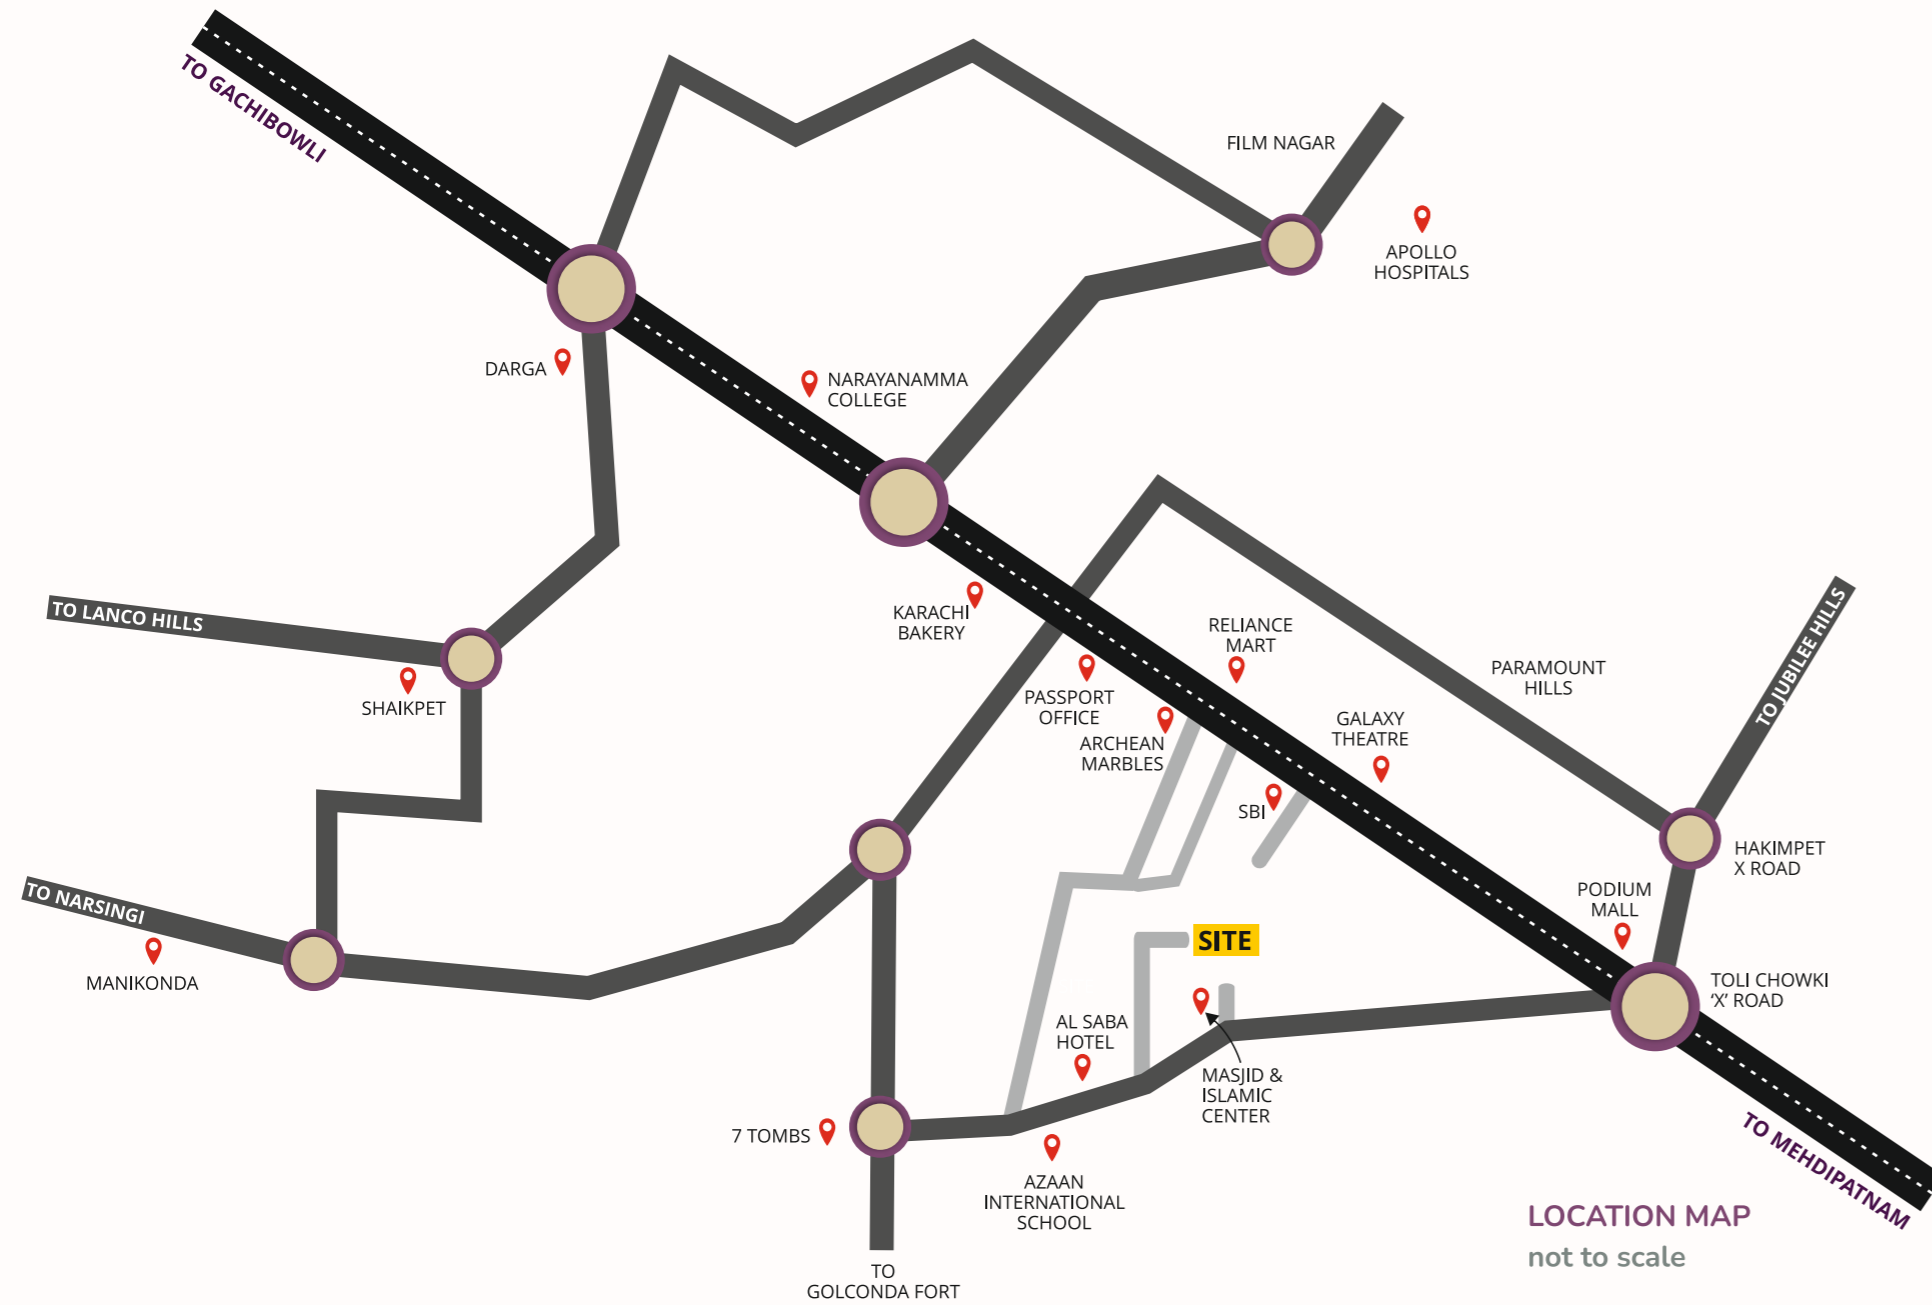 TO GACHIBOWLI
FILM NAGAR
APOLLO
HOSPITALS
DARGA
NARAYANAMMA
COLLEGE
KARACHI
BAKERY
TO LANCO HILLS
SHAIKPET
RELIANCE
MART
PASSPORT
OFFICE
ARCHEAN
MARBLES
PARAMOUNT
HILLS
TO JUBILEE HILLS
GALAXY
THEATRE
SBI
HAKIMPET
X ROAD
PODIUM
MALL
TO NARSINGI
MANIKONDA
SITE
TOLI CHOWKI
‘X’ ROAD
AL SABA
HOTEL
MASJID &
ISLAMIC
CENTER
7 TOMBS
AZAAN
INTERNATIONAL
SCHOOL
TO MEHDIPATNAM
TO
GOLCONDA FORT
LOCATION MAP
not to scale